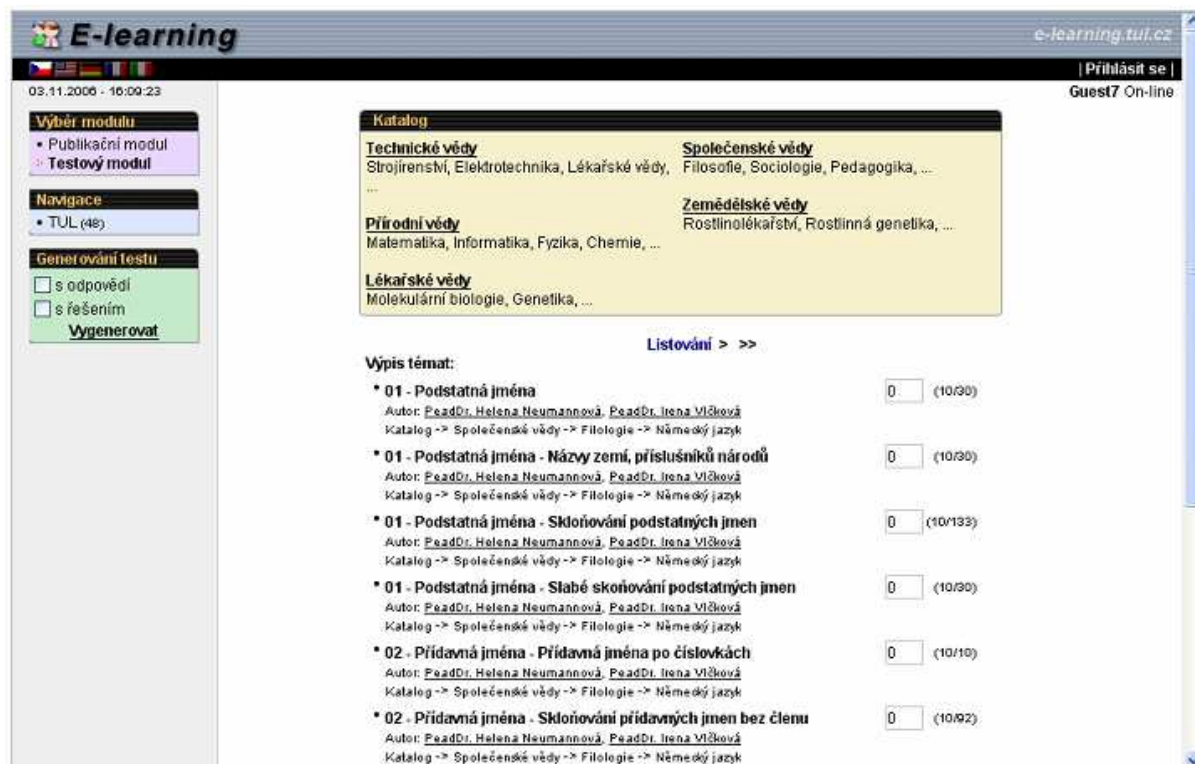 E-learning
e-learning.tul.cz
| Přihlásit se |
03.11.2006 - 16:09:23
Guest7 On-line
Výběr modulu
• Publikační modul
Testový modul
Navigace
• TUL (48)
Generování testu
s odpovědí
s řešením
Vygenerovat
Katalog
Technické vědy
Strojírenství, Elektrotechnika, Lékařské vědy,
...
Přírodní vědy
Matematika, Informatika, Fyzika, Chemie, ...
Lékařské vědy
Molekulární biologie, Genetika, ...
Společenské vědy
Filosofie, Sociologie, Pedagogika, ...
Zemědělské vědy
Rostlinolékařství, Rostlinná genetika, ...
Listování > >>
Výpis témat:
• 01 - Podstatná jména 0 (10/30)
Autor: PeadDr. Helena Neumannová, PeadDr. Irena Vlčková
Katalog -> Společenské vědy -> Filologie -> Německý jazyk
• 01 - Podstatná jména - Názvy zemí, příslušníků národů 0 (10/30)
Autor: PeadDr. Helena Neumannová, PeadDr. Irena Vlčková
Katalog -> Společenské vědy -> Filologie -> Německý jazyk
• 01 - Podstatná jména - Skloňování podstatných jmen 0 (10/133)
Autor: PeadDr. Helena Neumannová, PeadDr. Irena Vlčková
Katalog -> Společenské vědy -> Filologie -> Německý jazyk
• 01 - Podstatná jména - Slabé skoňování podstatných jmen 0 (10/30)
Autor: PeadDr. Helena Neumannová, PeadDr. Irena Vlčková
Katalog -> Společenské vědy -> Filologie -> Německý jazyk
• 02 - Přídavná jména - Přídavná jména po číslovkách 0 (10/10)
Autor: PeadDr. Helena Neumannová, PeadDr. Irena Vlčková
Katalog -> Společenské vědy -> Filologie -> Německý jazyk
• 02 - Přídavná jména - Skloňování přídavných jmen bez členu 0 (10/92)
Autor: PeadDr. Helena Neumannová, PeadDr. Irena Vlčková
Katalog -> Společenské vědy -> Filologie -> Německý jazyk